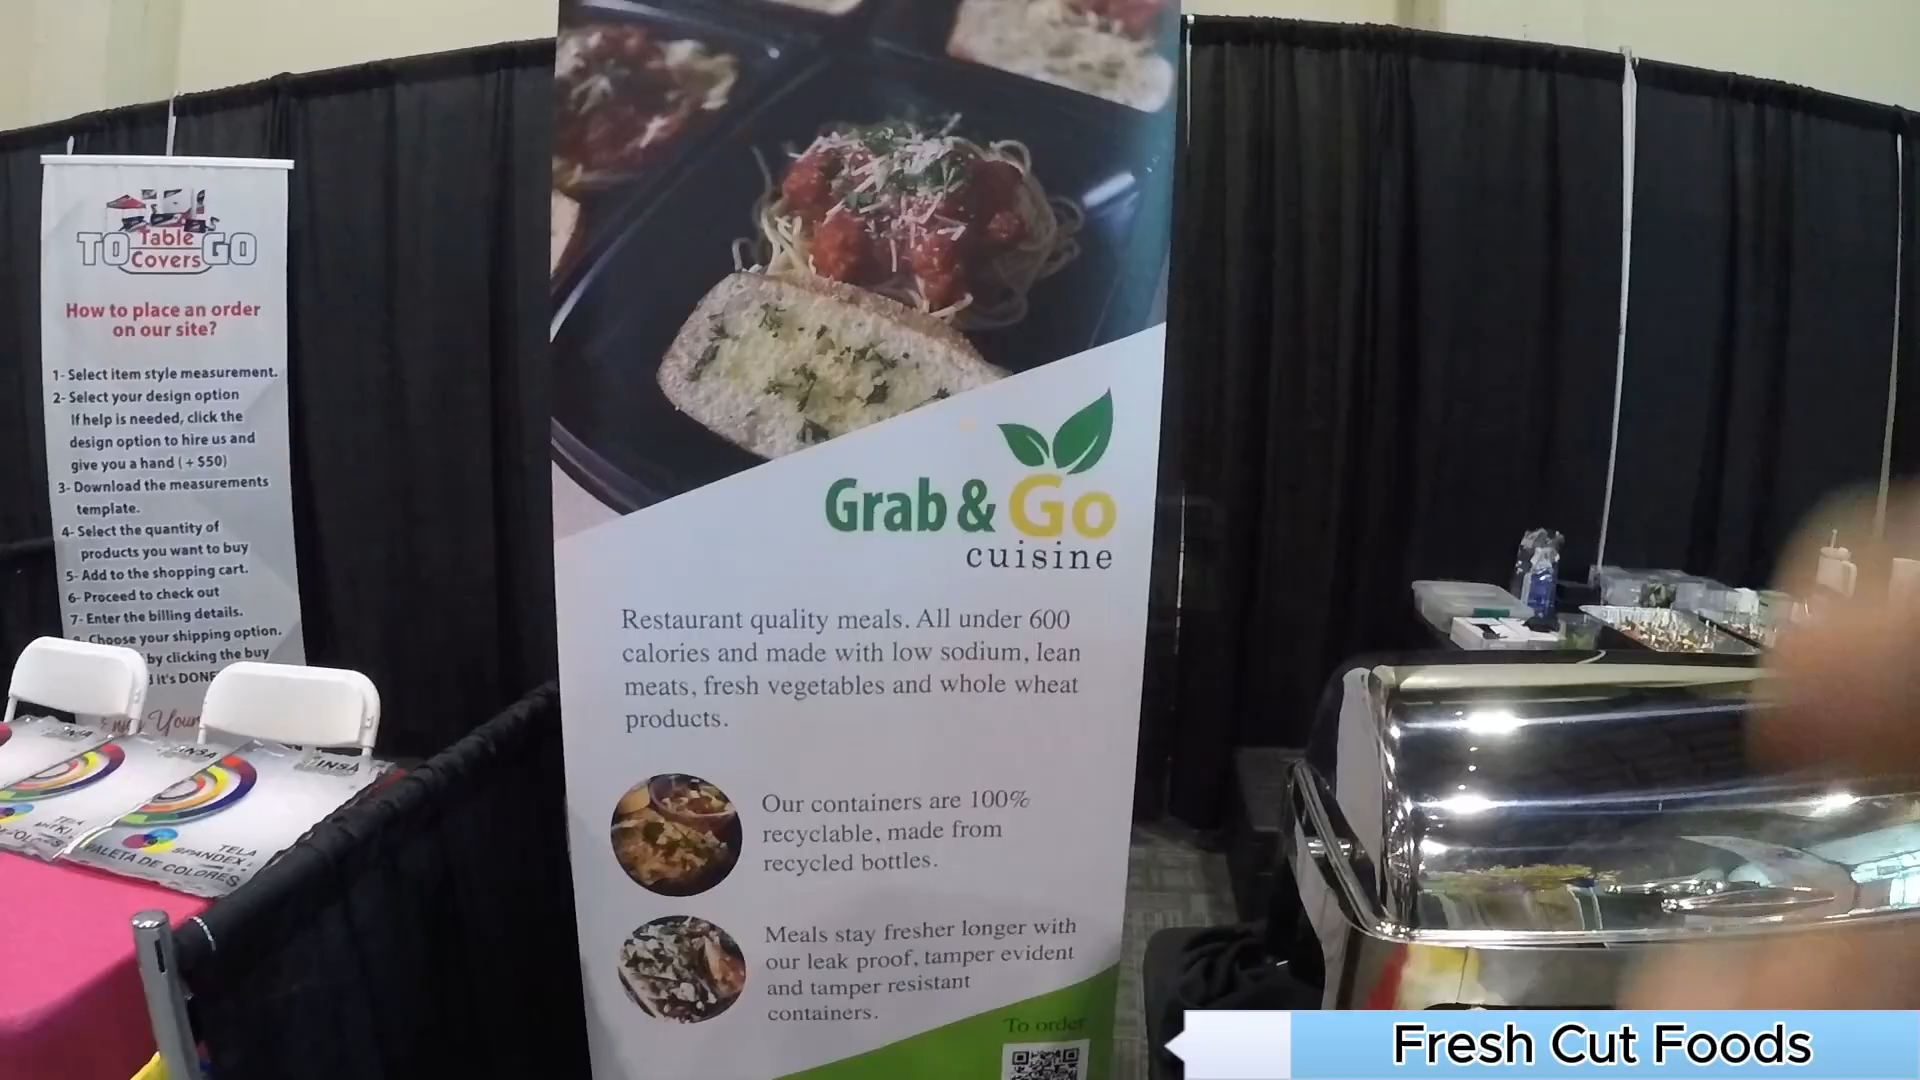 TO Table Covers GO
How to place an order
on our site?
1- Select item style measurement.
2- Select your design option
If help is needed, click the
design option to hire us and
give you a hand ( + $50)
3- Download the measurements
template.
4- Select the quantity of
products you want to buy
5- Add to the shopping cart.
6- Proceed to check out
7- Enter the billing details.
Choose your shipping option.
by clicking the buy
it's DONE
Your
TELA
SPANDEX
PALETA DE COLORES
Grab & Go
cuisine
Restaurant quality meals. All under 600
calories and made with low sodium, lean
meats, fresh vegetables and whole wheat
products.
Our containers are 100%
recyclable, made from
recycled bottles.
Meals stay fresher longer with
our leak proof, tamper evident
and tamper resistant
containers.
To order
Fresh Cut Foods